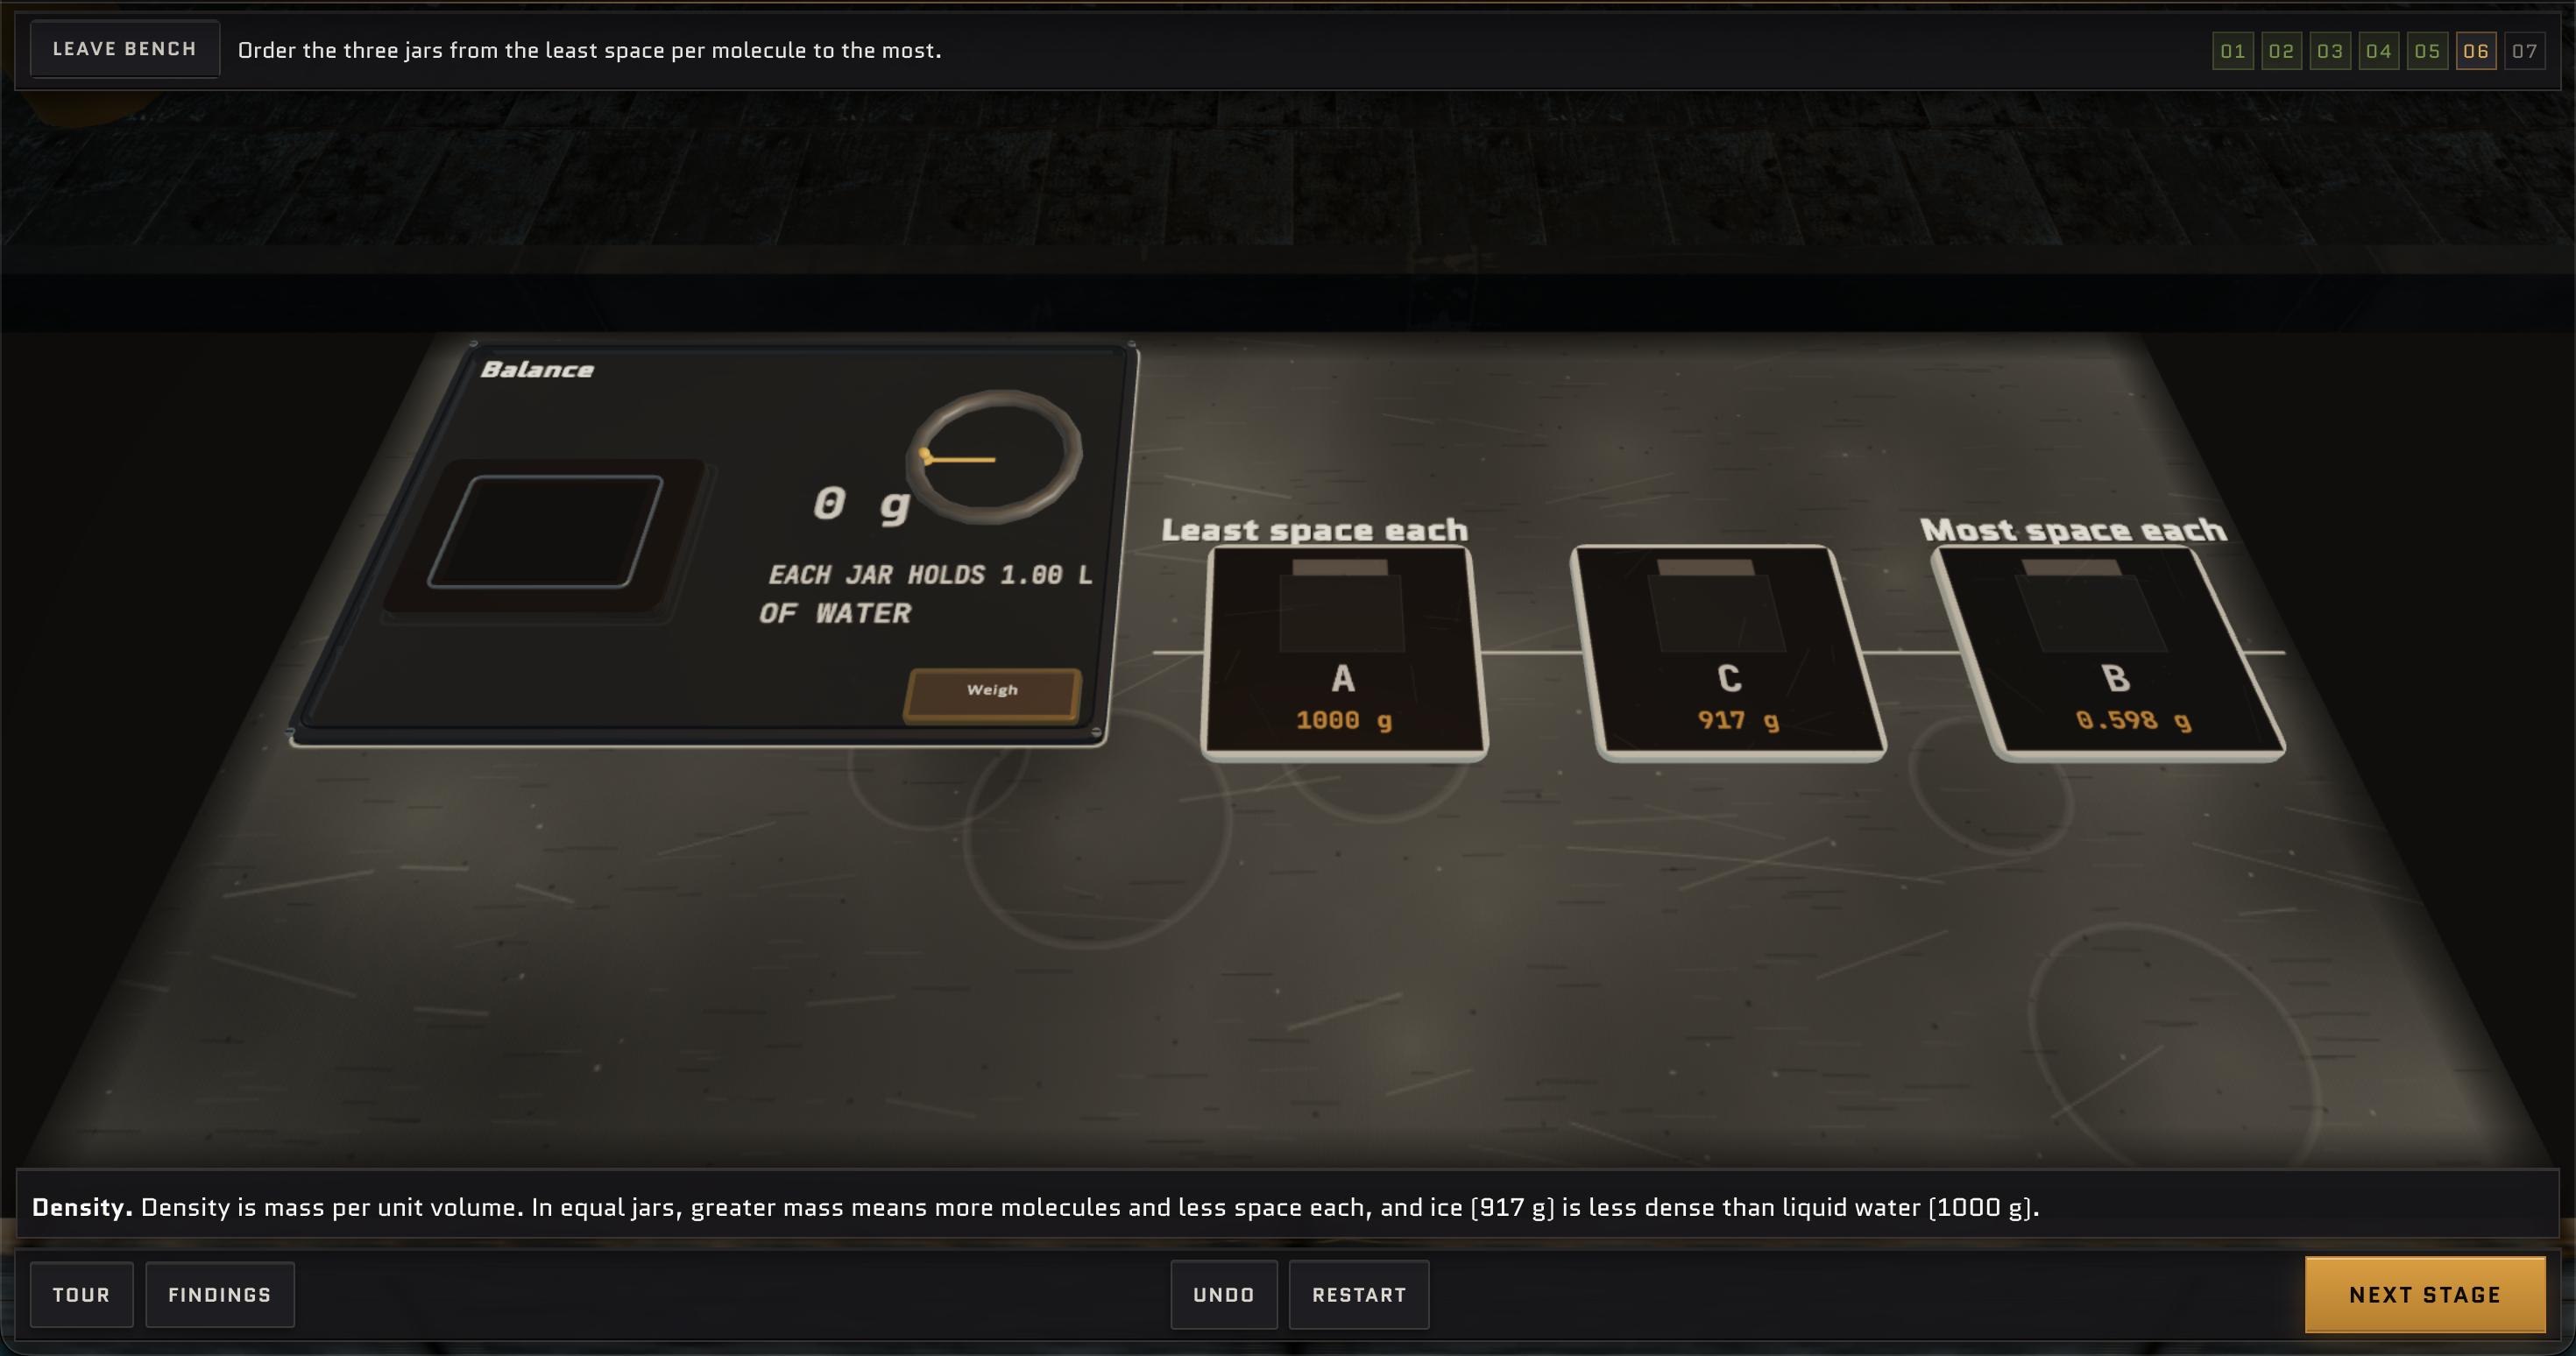 LEAVE BENCH
Order the three jars from the least space per molecule to the most.
01 02 03 04 05 06 07
Balance
0 g
EACH JAR HOLDS 1.00 L
OF WATER
Weigh
Least space each
Most space each
A
1000 g
C
917 g
B
0.598 g
Density. Density is mass per unit volume. In equal jars, greater mass means more molecules and less space each, and ice (917 g) is less dense than liquid water (1000 g).
TOUR
FINDINGS
UNDO
RESTART
NEXT STAGE